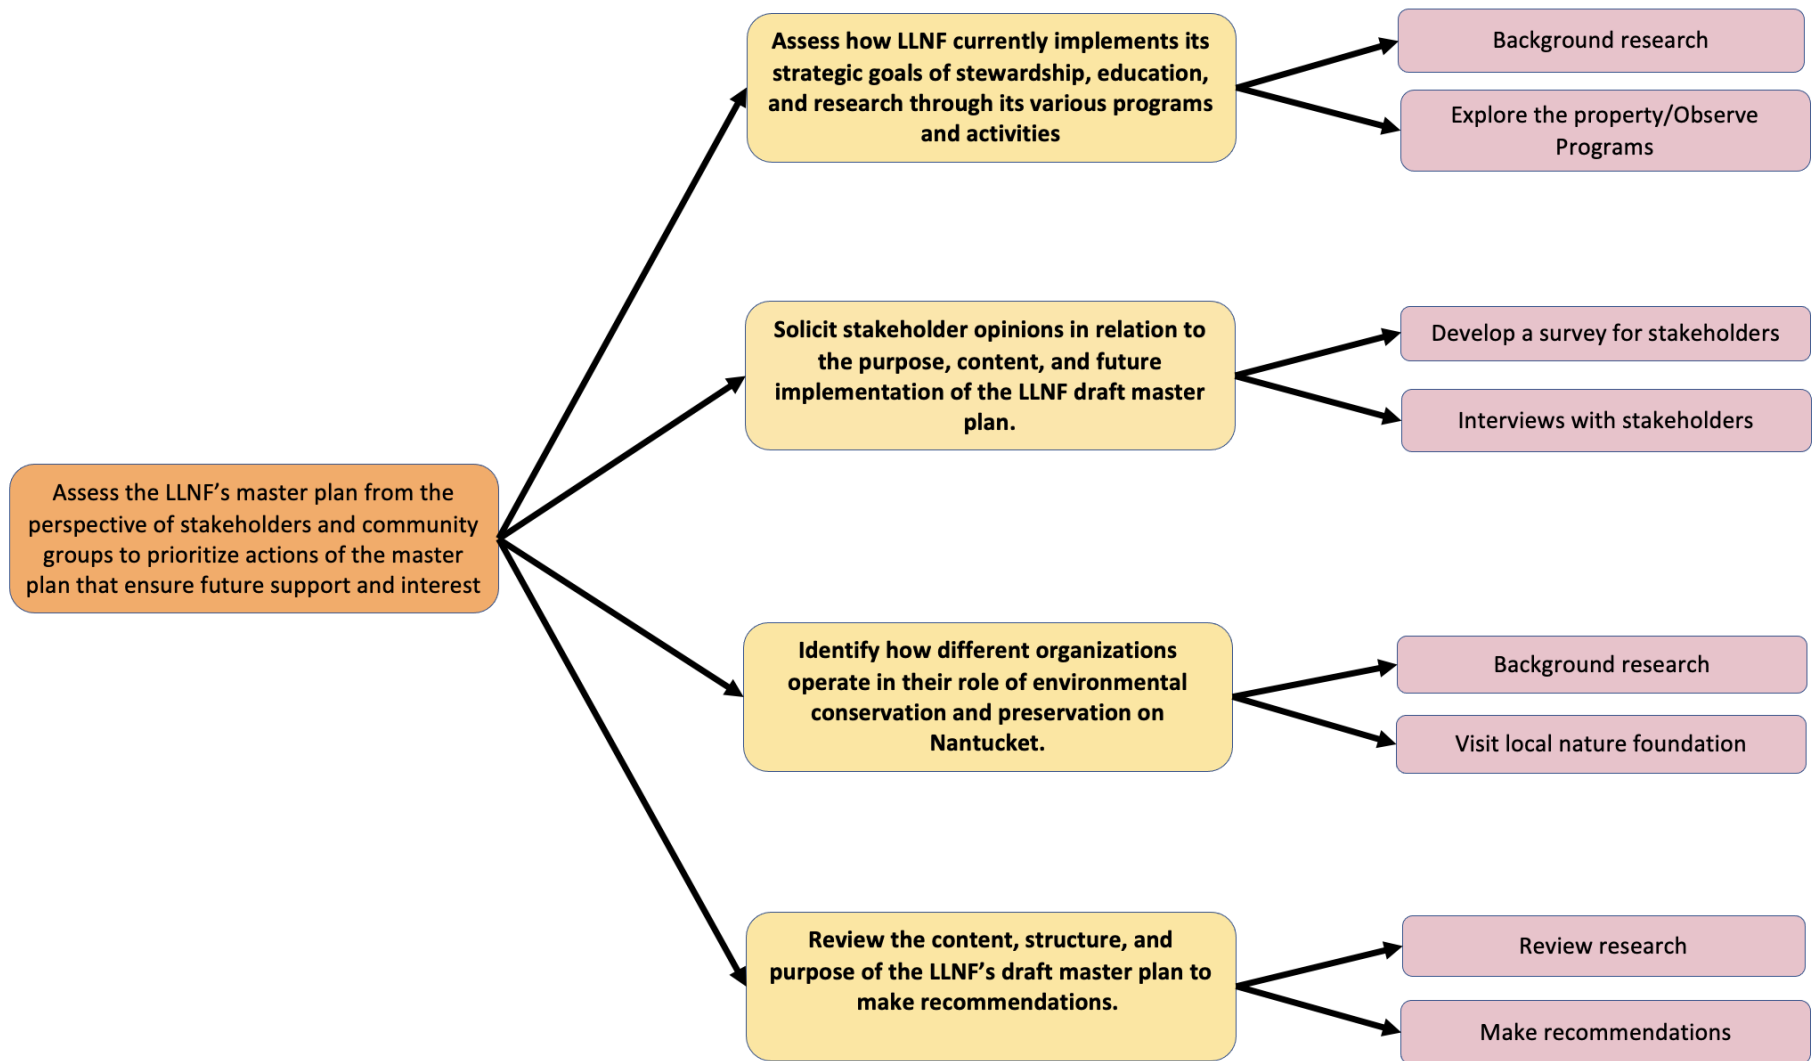 Assess how LLNF currently implements its
strategic goals of stewardship, education,
and research through its various programs
and activities
Background research
Explore the property/Observe
Programs
Solicit stakeholder opinions in relation to
the purpose, content, and future
implementation of the LLNF draft master
plan.
Develop a survey for stakeholders
Interviews with stakeholders
Assess the LLNF’s master plan from the
perspective of stakeholders and community
groups to prioritize actions of the master
plan that ensure future support and interest
Identify how different organizations
operate in their role of environmental
conservation and preservation on
Nantucket.
Background research
Visit local nature foundation
Review the content, structure, and
purpose of the LLNF’s draft master plan to
make recommendations.
Review research
Make recommendations